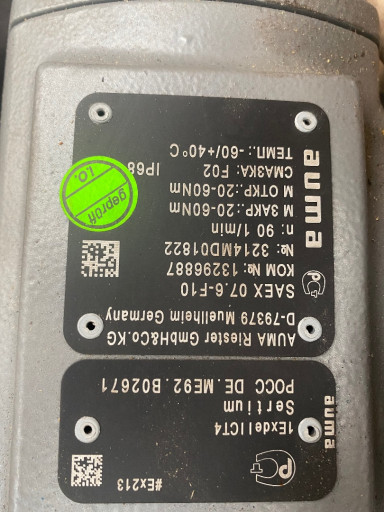 auma
AUMA Riester GmbH&Co.KG
D-79379 Muellheim Germany
SAEX 07.6-F10
КОМ №: 13296887
№: 3214MD01822
n: 90 1/min
М ЗАКР.:20-60Nm
М ОТКР.:20-60Nm
СМАЗКА: F02 IP68
ТЕМП.:-60/+40°C
geprüft
I.O.
auma
1ExdeIICT4
Sertium
РОСС DE.ME92.B02671
#Ex213